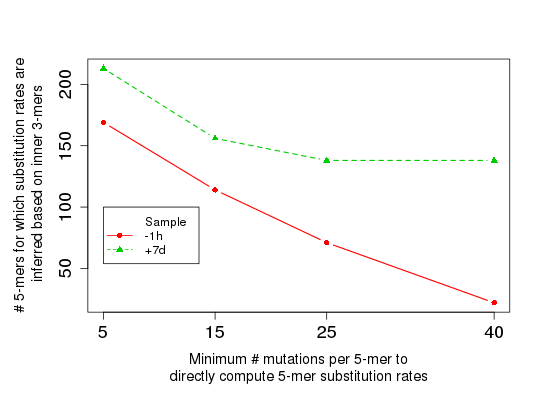 # 5-mers for which substitution rates are
inferred based on inner 3-mers
200
150
100
50
Sample
-1h
+7d
5
15
25
40
Minimum # mutations per 5-mer to
directly compute 5-mer substitution rates